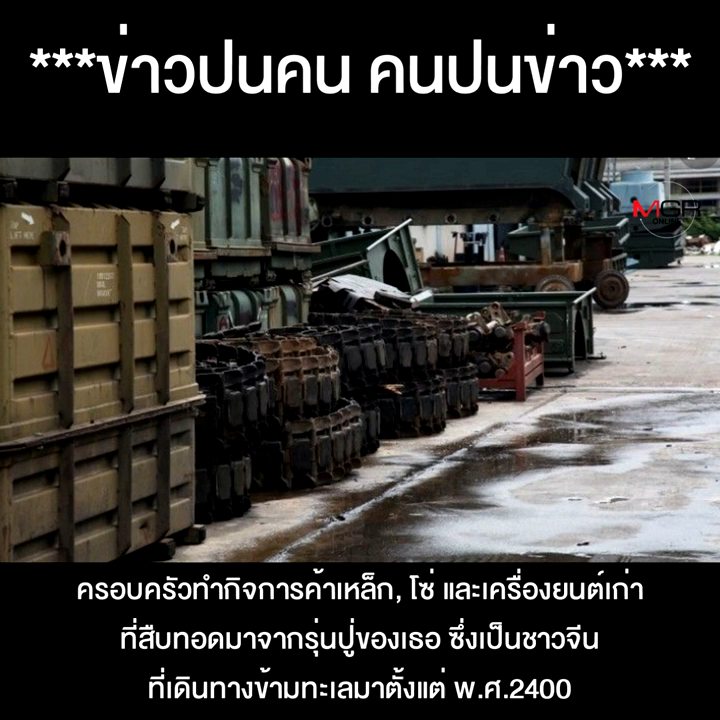 ***ข่าวปนคน คนปนข่าว***
MGR
ONLINE
ครอบครัวทำกิจการค้าเหล็ก, โซ่ และเครื่องยนต์เก่า
ที่สืบทอดมาจากรุ่นปู่ของเธอ ซึ่งเป็นชาวจีน
ที่เดินทางข้ามทะเลมาตั้งแต่ พ.ศ.2400